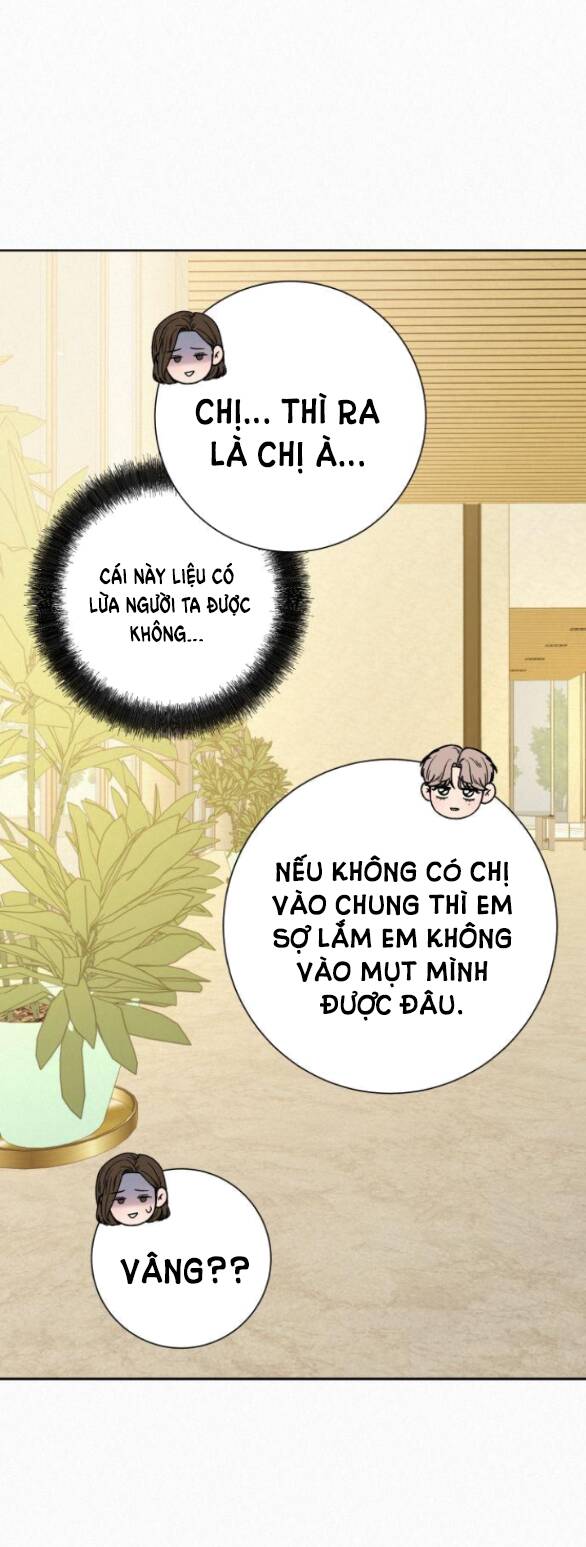 CHỊ... THÌ RA
LÀ CHỊ À...
CÁI NÀY LIỆU CÓ
LỪA NGƯỜI TA ĐƯỢC
KHÔNG...
NẾU KHÔNG CÓ CHỊ
VÀO CHUNG THÌ EM
SỢ LẮM EM KHÔNG
VÀO MỤT MÌNH
ĐƯỢC ĐÂU.
VÂNG??